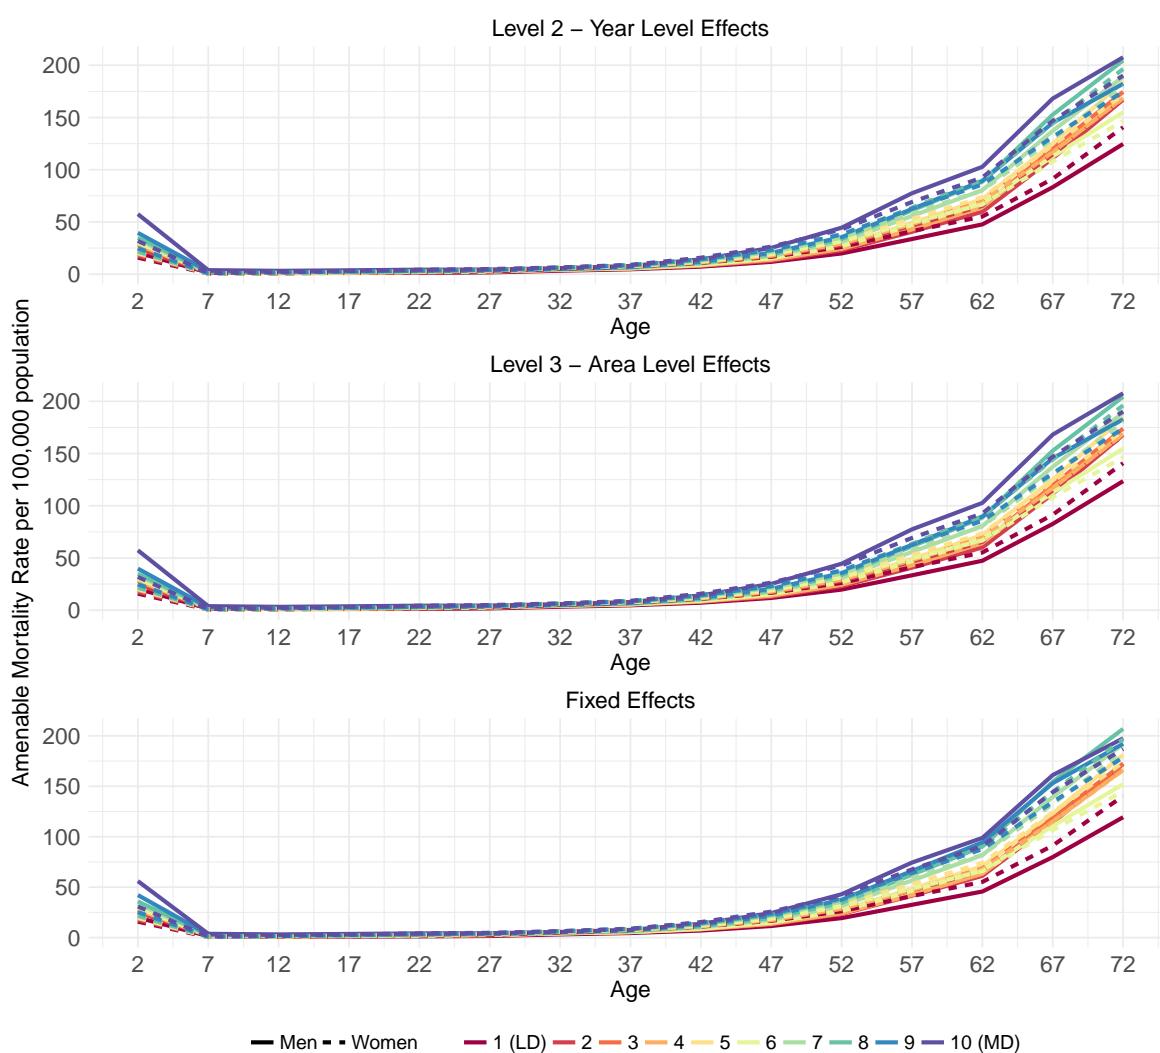 Level 2 – Year Level Effects
200
150
100
50
0
2 7 12 17 22 27 32 37 42 47 52 57 62 67 72
Age
Level 3 – Area Level Effects
200
150
100
50
0
2 7 12 17 22 27 32 37 42 47 52 57 62 67 72
Age
Fixed Effects
200
150
100
50
0
2 7 12 17 22 27 32 37 42 47 52 57 62 67 72
Age
Amenable Mortality Rate per 100,000 population
Men Women 1 (LD) 2 3 4 5 6 7 8 9 10 (MD)